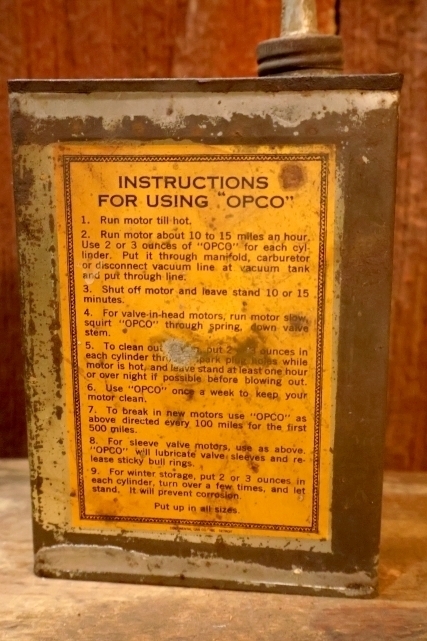 INSTRUCTIONS
FOR USING "OPCO"
1. Run motor till hot.
2. Run motor about 10 to 15 miles an hour.
Use 2 or 3 ounces of "OPCO" for each cyl-
inder. Put it through manifold, carburetor
or disconnect vacuum line at vacuum tank
and put through line.
3. Shut off motor and leave stand 10 or 15
minutes.
4. For valve-in-head motors, run motor slow,
squirt "OPCO" through spring, down valve
stem.
5. To clean out put 2 ounces in
each cylinder plug holes while
motor is hot, and leave stand at least one hour
or over night if possible before blowing out.
6. Use "OPCO" once a week to keep your
motor clean.
7. To break in new motors use "OPCO" as
above directed every 100 miles for the first
500 miles.
8. For sleeve valve motors, use as above.
"OPCO" will lubricate valve sleeves and re-
lease sticky bull rings.
9. For winter storage, put 2 or 3 ounces in
each cylinder, turn over a few times, and let
stand. It will prevent corrosion.
Put up in all sizes.